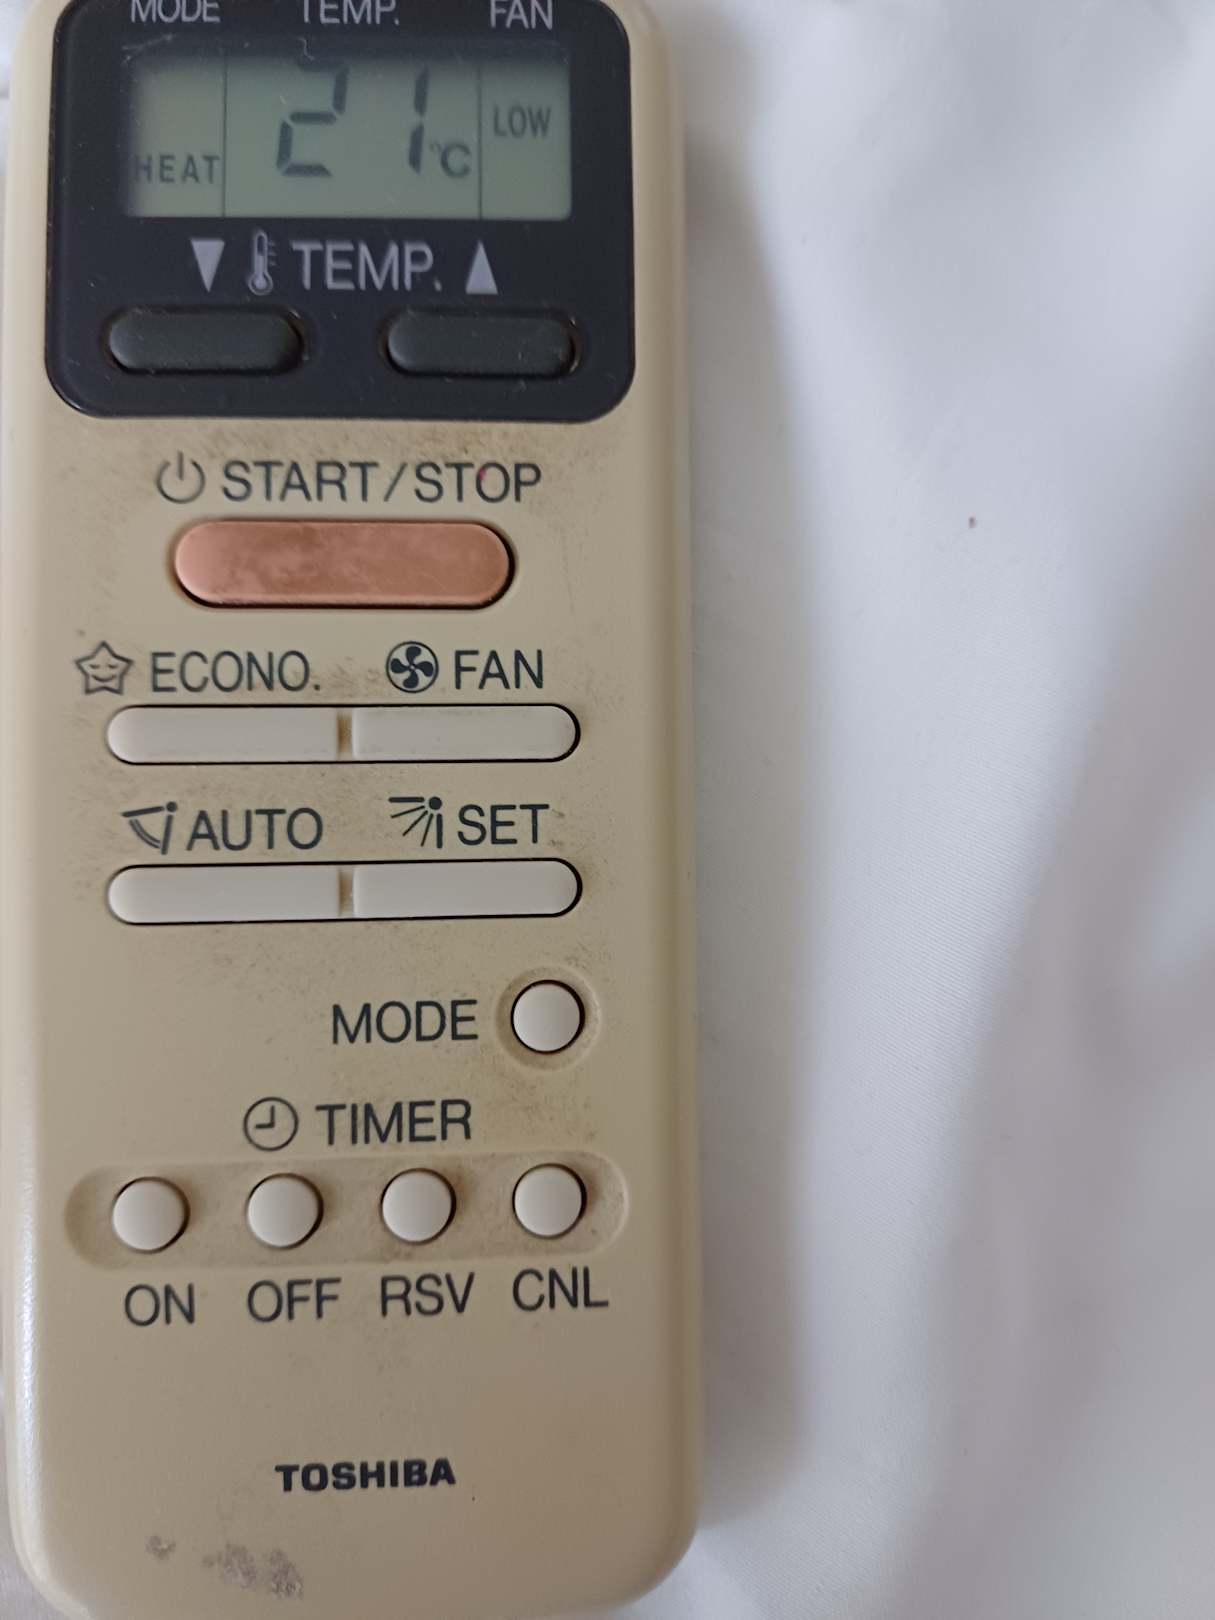 MODE TEMP. FAN
21 LOW
HEAT °C
TEMP.
START/STOP
ECONO. FAN
AUTO SET
MODE
TIMER
ON OFF RSV CNL
TOSHIBA